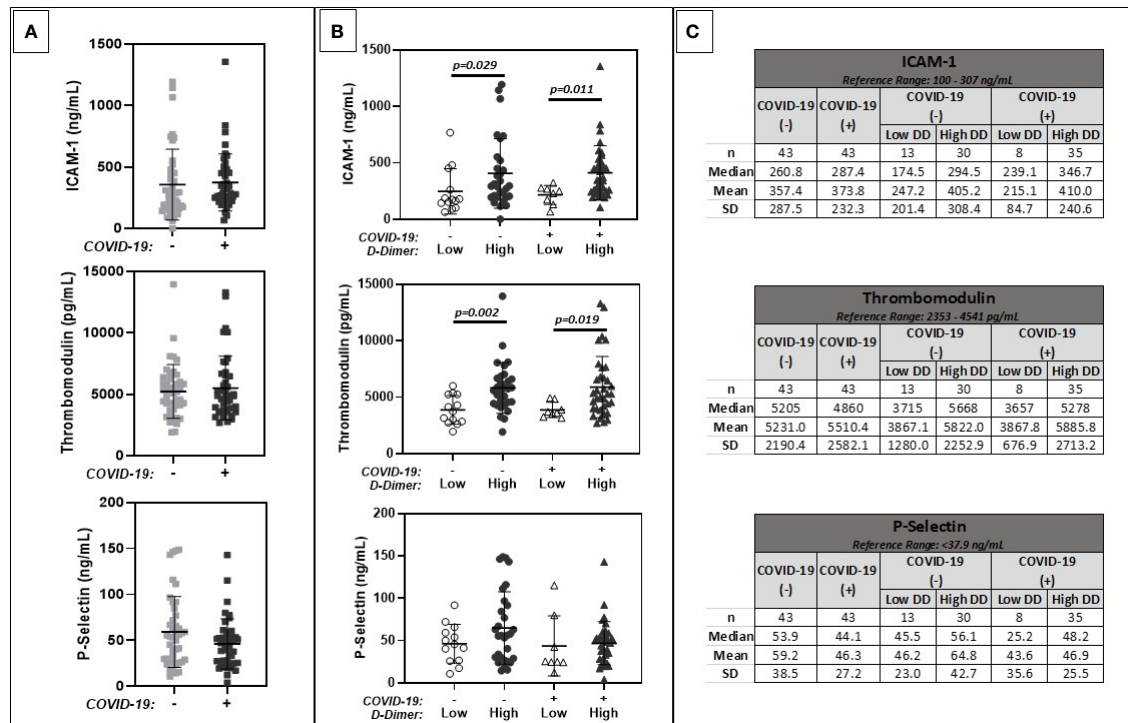 A
1500
1000
500
0
ICAM-1 (ng/mL)
COVID-19: - +
15000
10000
5000
0
Thrombomodulin (pg/mL)
COVID-19: - +
200
150
100
50
0
P-Selectin (ng/mL)
COVID-19: - +
B
1500
1000
500
0
ICAM-1 (ng/mL)
p=0.029
p=0.011
COVID-19: - - + +
D-Dimer: Low High Low High
15000
10000
5000
0
Thrombomodulin (pg/mL)
p=0.002
p=0.019
COVID-19: - - + +
D-Dimer: Low High Low High
200
150
100
50
0
P-Selectin (ng/mL)
COVID-19: - - + +
D-Dimer: Low High Low High
C
ICAM-1
Reference Range: 100 - 307 ng/mL
COVID-19 (-) COVID-19 (+) COVID-19 (-) COVID-19 (+)
Low DD High DD Low DD High DD
n 43 43 13 30 8 35
Median 260.8 287.4 174.5 294.5 239.1 346.7
Mean 357.4 373.8 247.2 405.2 215.1 410.0
SD 287.5 232.3 201.4 308.4 84.7 240.6
Thrombomodulin
Reference Range: 2353 - 4541 pg/mL
COVID-19 (-) COVID-19 (+) COVID-19 (-) COVID-19 (+)
Low DD High DD Low DD High DD
n 43 43 13 30 8 35
Median 5205 4860 3715 5668 3657 5278
Mean 5231.0 5510.4 3867.1 5822.0 3867.8 5885.8
SD 2190.4 2582.1 1280.0 2252.9 676.9 2713.2
P-Selectin
Reference Range: <37.9 ng/mL
COVID-19 (-) COVID-19 (+) COVID-19 (-) COVID-19 (+)
Low DD High DD Low DD High DD
n 43 43 13 30 8 35
Median 53.9 44.1 45.5 56.1 25.2 48.2
Mean 59.2 46.3 46.2 64.8 43.6 46.9
SD 38.5 27.2 23.0 42.7 35.6 25.5